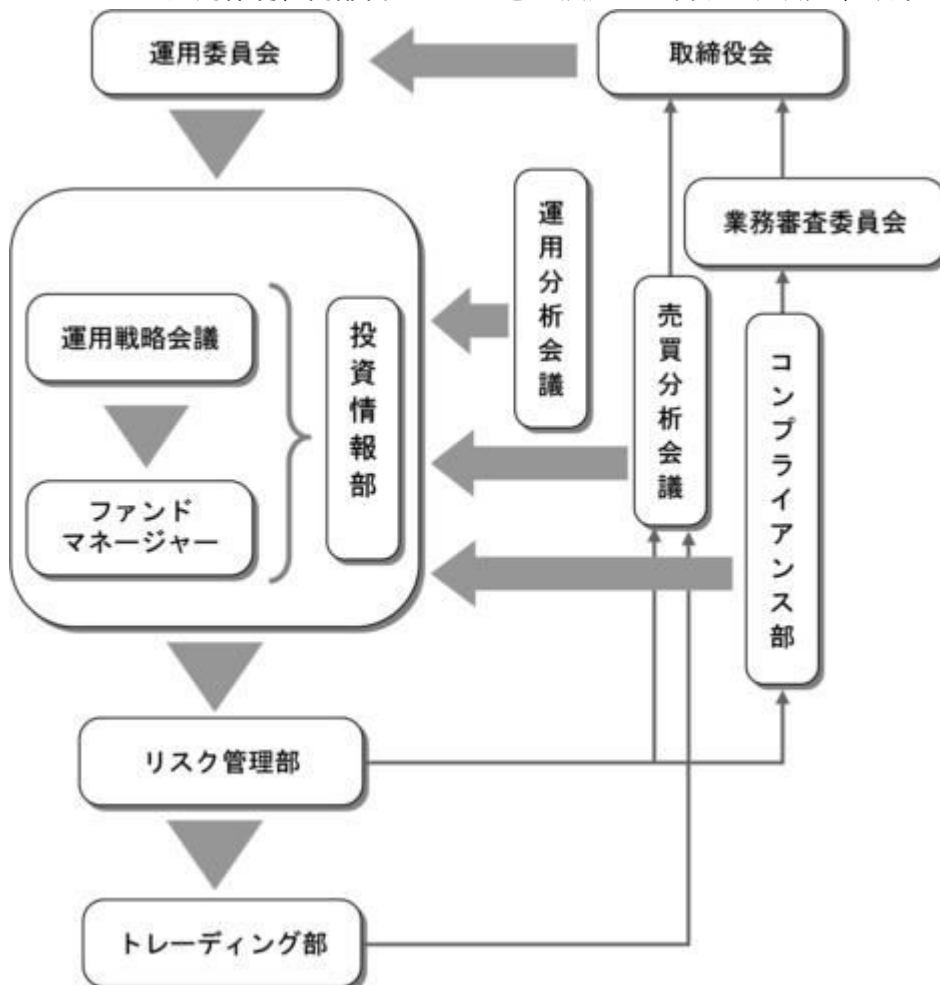 運用委員会
取締役会
運用分析会議
業務審査委員会
運用戦略会議
投資情報部
売買分析会議
コンプライアンス部
ファンド
マネージャー
リスク管理部
トレーディング部